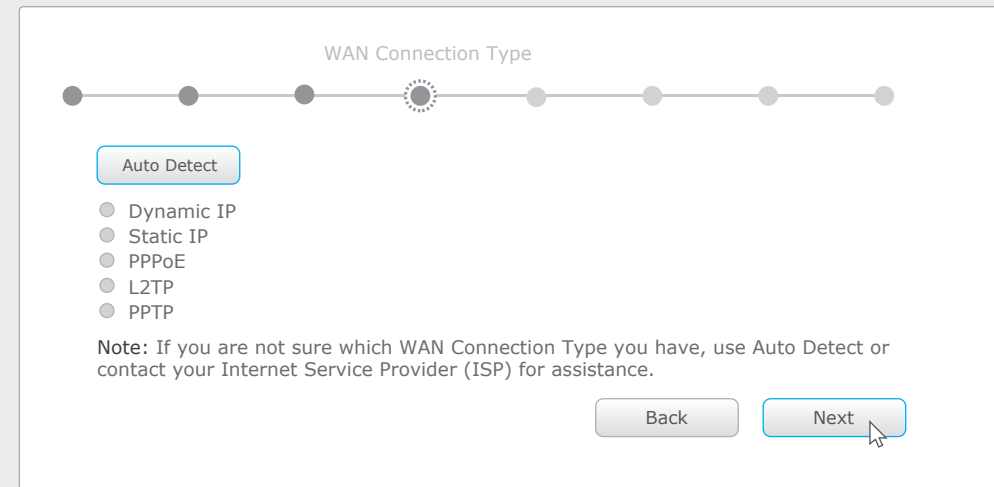 WAN Connection Type
Auto Detect
Dynamic IP
Static IP
PPPoE
L2TP
PPTP
Note: If you are not sure which WAN Connection Type you have, use Auto Detect or
contact your Internet Service Provider (ISP) for assistance.
Back
Next